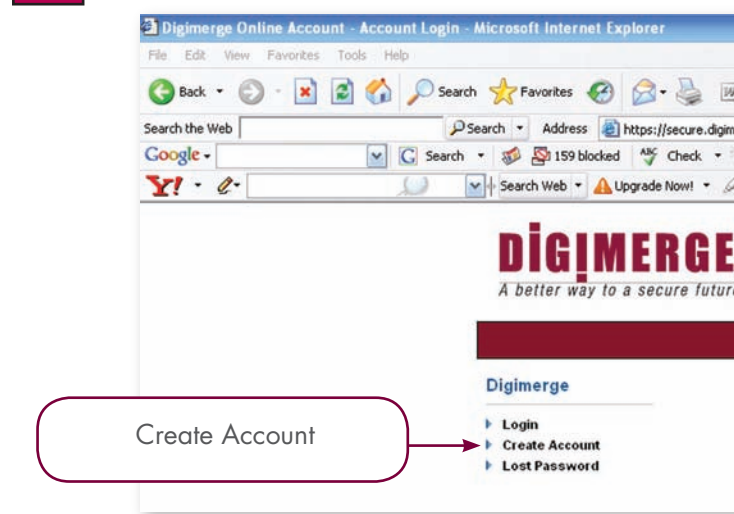 Digimerge Online Account - Account Login - Microsoft Internet Explorer
File Edit View Favorites Tools Help
Back Search Favorites
Search the Web Search Address https://secure.digim
Google Search 159 blocked ABC Check
Y! Search Web Upgrade Now!
DiGiMERGE
A better way to a secure future
Digimerge
Login
Create Account Create Account
Lost Password